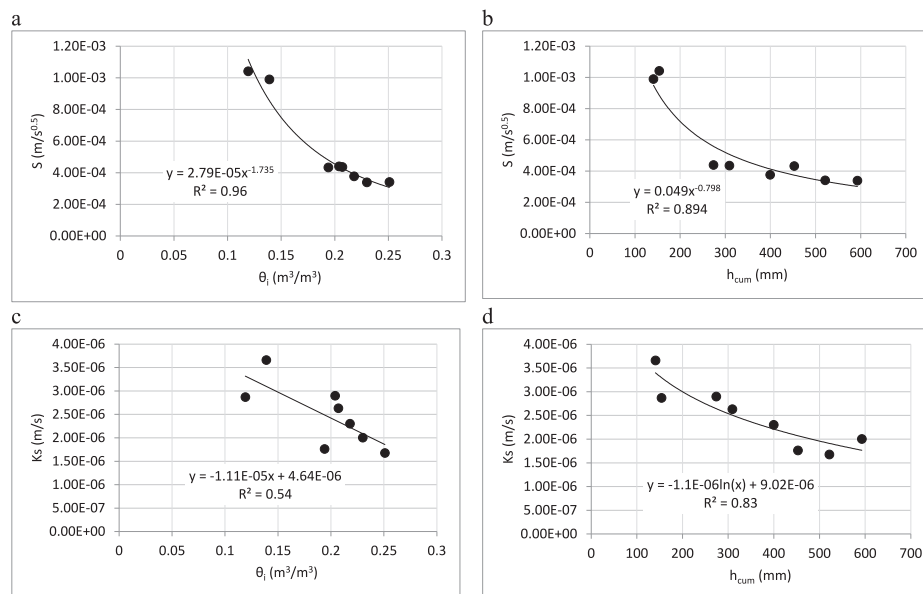 a
1.20E-03
1.00E-03
8.00E-04
6.00E-04
4.00E-04
2.00E-04
0.00E+00
S (m/s^0.5)
y = 2.79E-05x^-1.735
R² = 0.96
0 0.05 0.1 0.15 0.2 0.25 0.3
θi (m³/m³)
b
1.20E-03
1.00E-03
8.00E-04
6.00E-04
4.00E-04
2.00E-04
0.00E+00
S (m/s^0.5)
y = 0.049x^-0.798
R² = 0.894
0 100 200 300 400 500 600 700
hcum (mm)
c
4.00E-06
3.50E-06
3.00E-06
2.50E-06
2.00E-06
1.50E-06
1.00E-06
5.00E-07
0.00E+00
Ks (m/s)
y = -1.11E-05x + 4.64E-06
R² = 0.54
0 0.05 0.1 0.15 0.2 0.25 0.3
θi (m³/m³)
d
4.00E-06
3.50E-06
3.00E-06
2.50E-06
2.00E-06
1.50E-06
1.00E-06
5.00E-07
0.00E+00
Ks (m/s)
y = -1.1E-06ln(x) + 9.02E-06
R² = 0.83
0 100 200 300 400 500 600 700
hcum (mm)